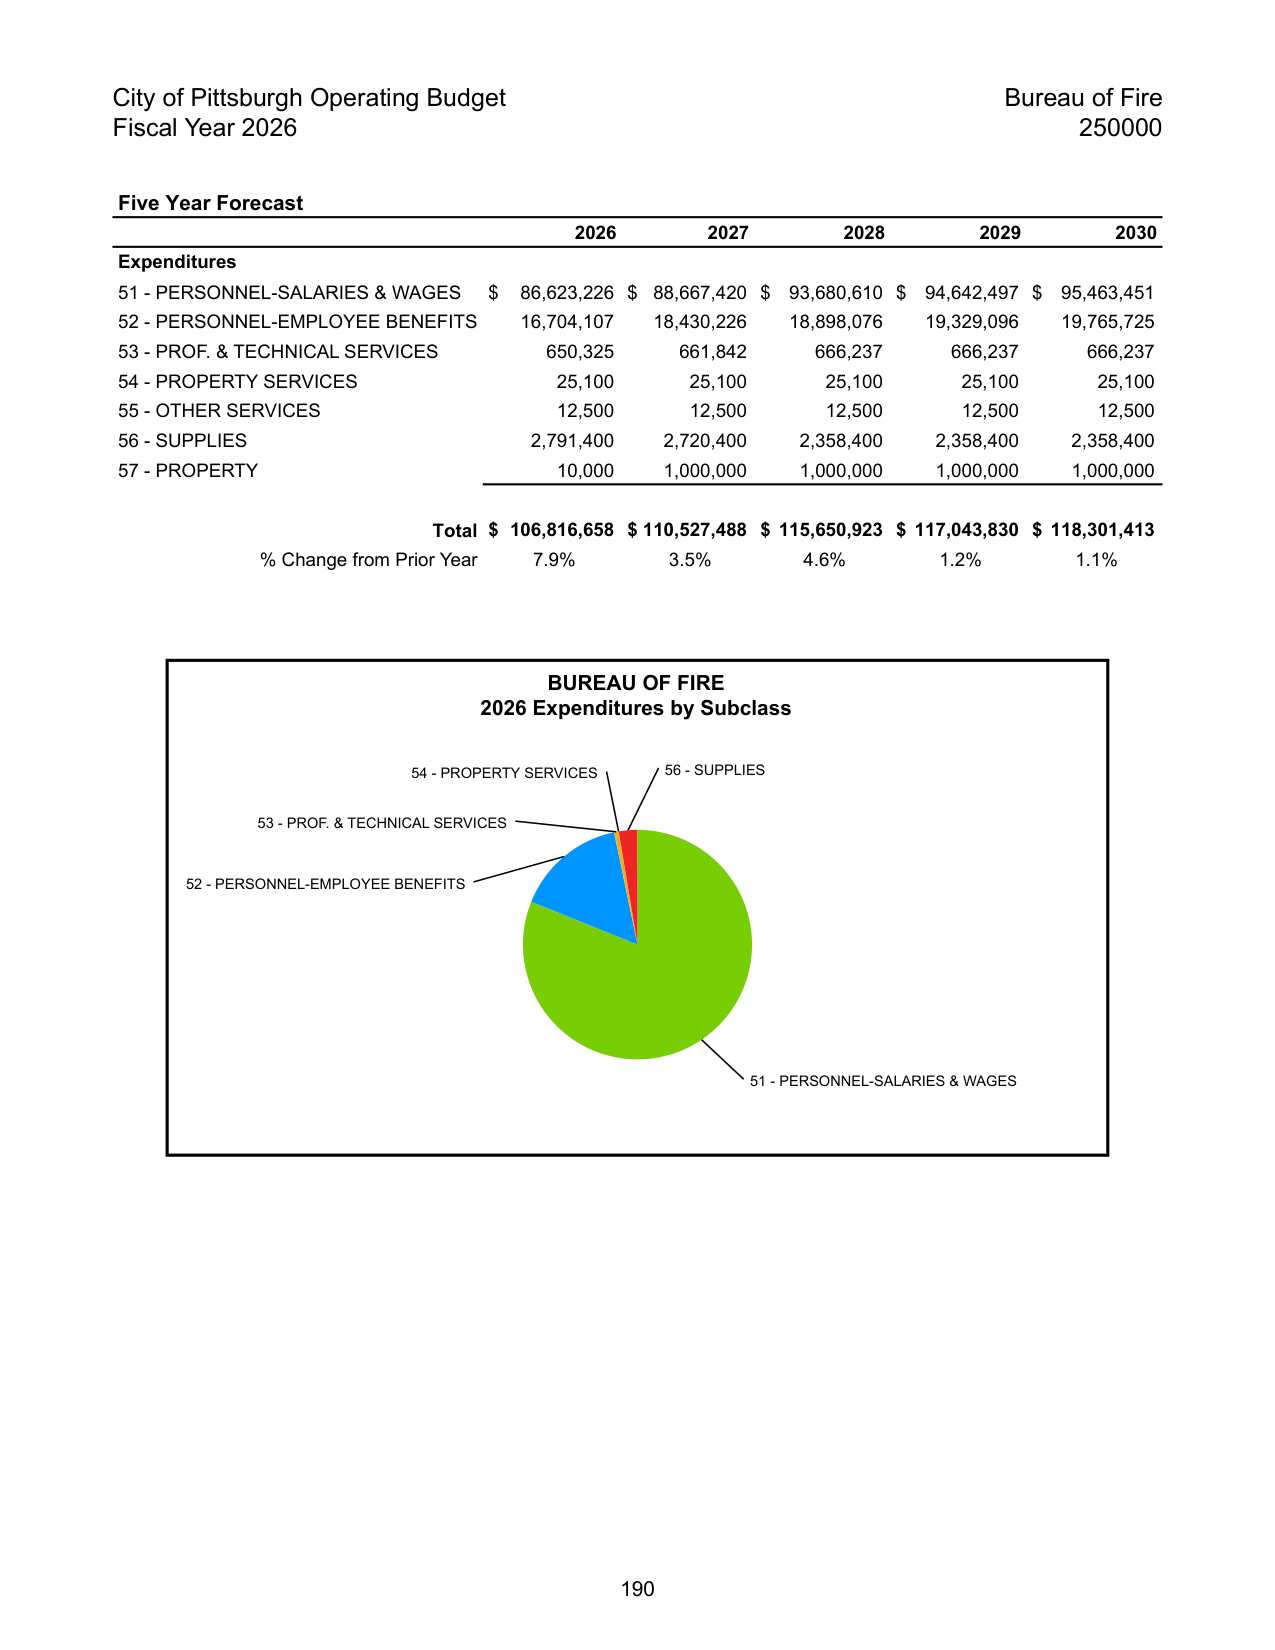 City of Pittsburgh Operating Budget Bureau of Fire
Fiscal Year 2026 250000
Five Year Forecast
2026 2027 2028 2029 2030
Expenditures
51 - PERSONNEL-SALARIES & WAGES $ 86,623,226 $ 88,667,420 $ 93,680,610 $ 94,642,497 $ 95,463,451
52 - PERSONNEL-EMPLOYEE BENEFITS 16,704,107 18,430,226 18,898,076 19,329,096 19,765,725
53 - PROF. & TECHNICAL SERVICES 650,325 661,842 666,237 666,237 666,237
54 - PROPERTY SERVICES 25,100 25,100 25,100 25,100 25,100
55 - OTHER SERVICES 12,500 12,500 12,500 12,500 12,500
56 - SUPPLIES 2,791,400 2,720,400 2,358,400 2,358,400 2,358,400
57 - PROPERTY 10,000 1,000,000 1,000,000 1,000,000 1,000,000
Total $ 106,816,658 $ 110,527,488 $ 115,650,923 $ 117,043,830 $ 118,301,413
% Change from Prior Year 7.9% 3.5% 4.6% 1.2% 1.1%
BUREAU OF FIRE
2026 Expenditures by Subclass
54 - PROPERTY SERVICES 56 - SUPPLIES
53 - PROF. & TECHNICAL SERVICES
52 - PERSONNEL-EMPLOYEE BENEFITS
51 - PERSONNEL-SALARIES & WAGES
190